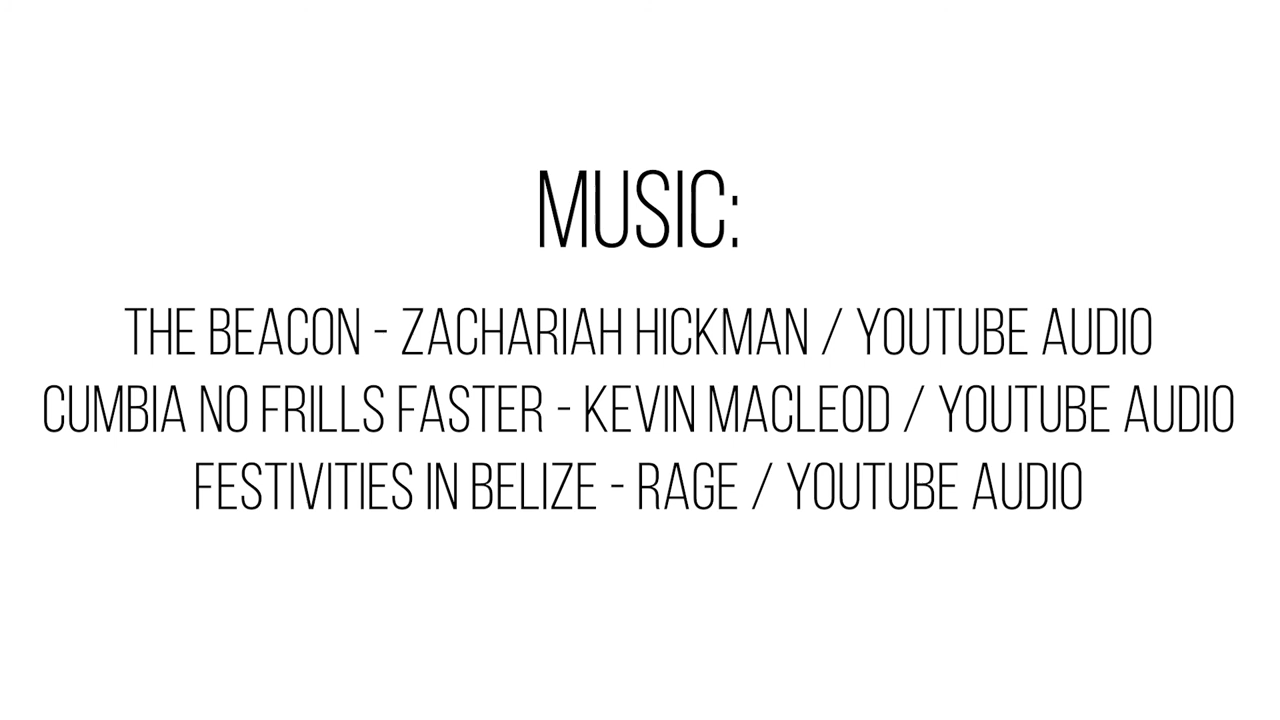 MUSIC:
THE BEACON - ZACHARIAH HICKMAN / YOUTUBE AUDIO
CUMBIA NO FRILLS FASTER - KEVIN MACLEOD / YOUTUBE AUDIO
FESTIVITIES IN BELIZE - RAGE / YOUTUBE AUDIO